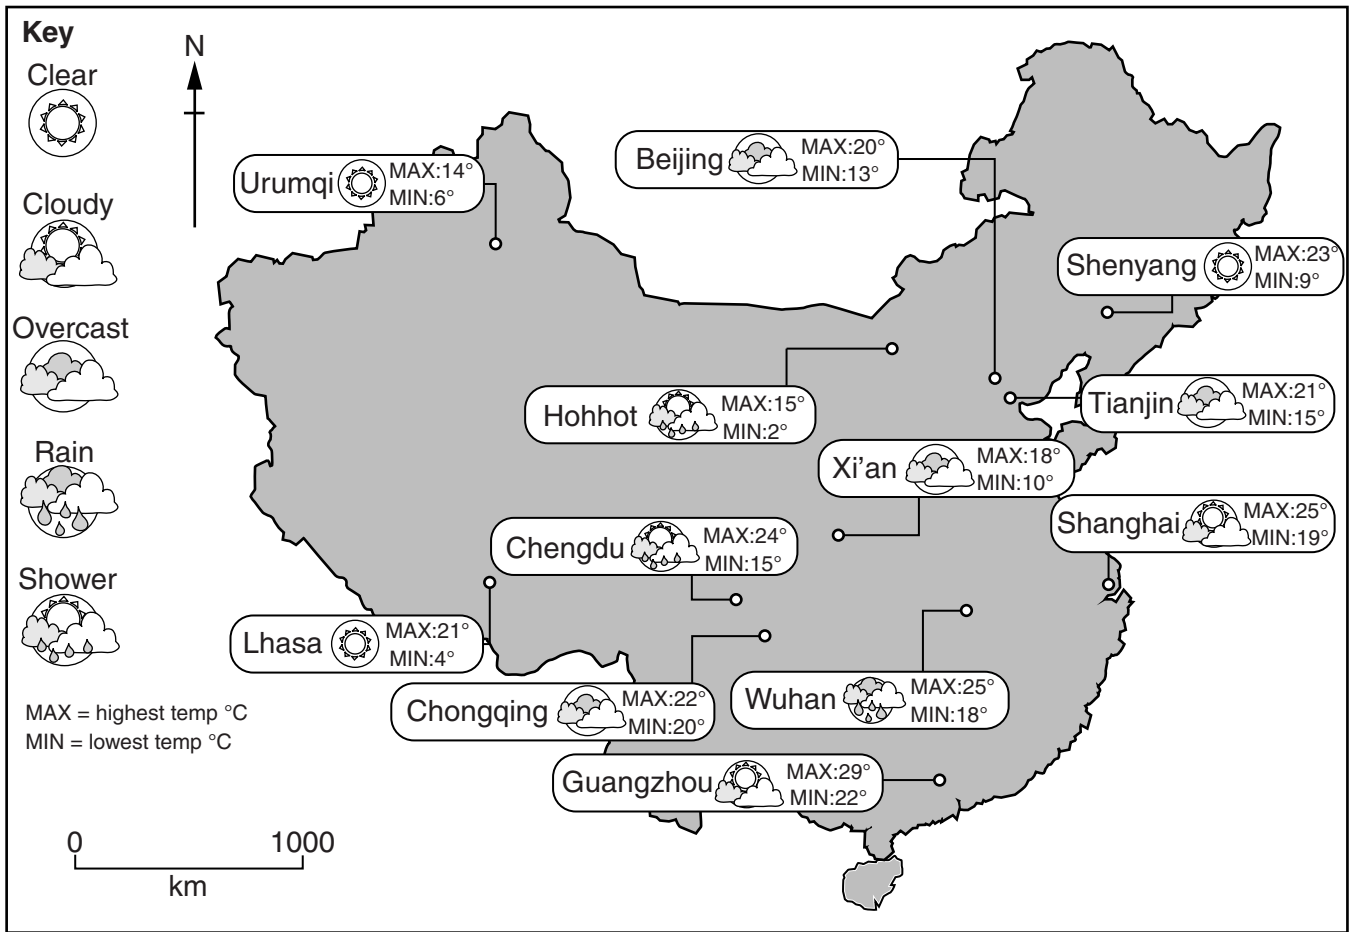 Key
Clear
Cloudy
Overcast
Rain
Shower
MAX = highest temp °C
MIN = lowest temp °C
N
Urumqi
MAX:14°
MIN:6°
Beijing
MAX:20°
MIN:13°
Shenyang
MAX:23°
MIN:9°
Hohhot
MAX:15°
MIN:2°
Tianjin
MAX:21°
MIN:15°
Xi'an
MAX:18°
MIN:10°
Shanghai
MAX:25°
MIN:19°
Chengdu
MAX:24°
MIN:15°
Lhasa
MAX:21°
MIN:4°
Chongqing
MAX:22°
MIN:20°
Wuhan
MAX:25°
MIN:18°
Guangzhou
MAX:29°
MIN:22°
0 1000
km